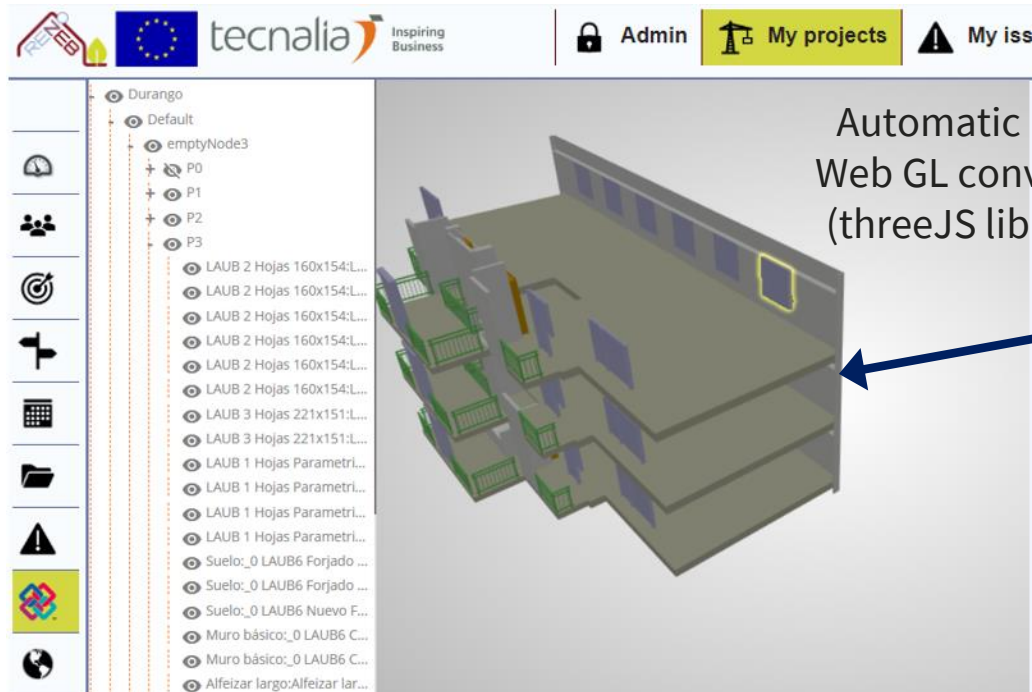 RENO ZEB
tecnalia
Inspiring
Business
Admin
My projects
My iss
Durango
Default
emptyNode3
P0
P1
P2
P3
LAUB 2 Hojas 160x154:L...
LAUB 2 Hojas 160x154:L...
LAUB 2 Hojas 160x154:L...
LAUB 2 Hojas 160x154:L...
LAUB 2 Hojas 160x154:L...
LAUB 2 Hojas 160x154:L...
LAUB 3 Hojas 221x151:L...
LAUB 3 Hojas 221x151:L...
LAUB 1 Hojas Parametri...
LAUB 1 Hojas Parametri...
LAUB 1 Hojas Parametri...
LAUB 1 Hojas Parametri...
Suelo:_0 LAUB6 Forjado ...
Suelo:_0 LAUB6 Forjado ...
Suelo:_0 LAUB6 Nuevo F...
Muro básico:_0 LAUB6 C...
Muro básico:_0 LAUB6 C...
Alfeizar largo:Alfeizar lar...
Automatic
Web GL conv
(threeJS lib